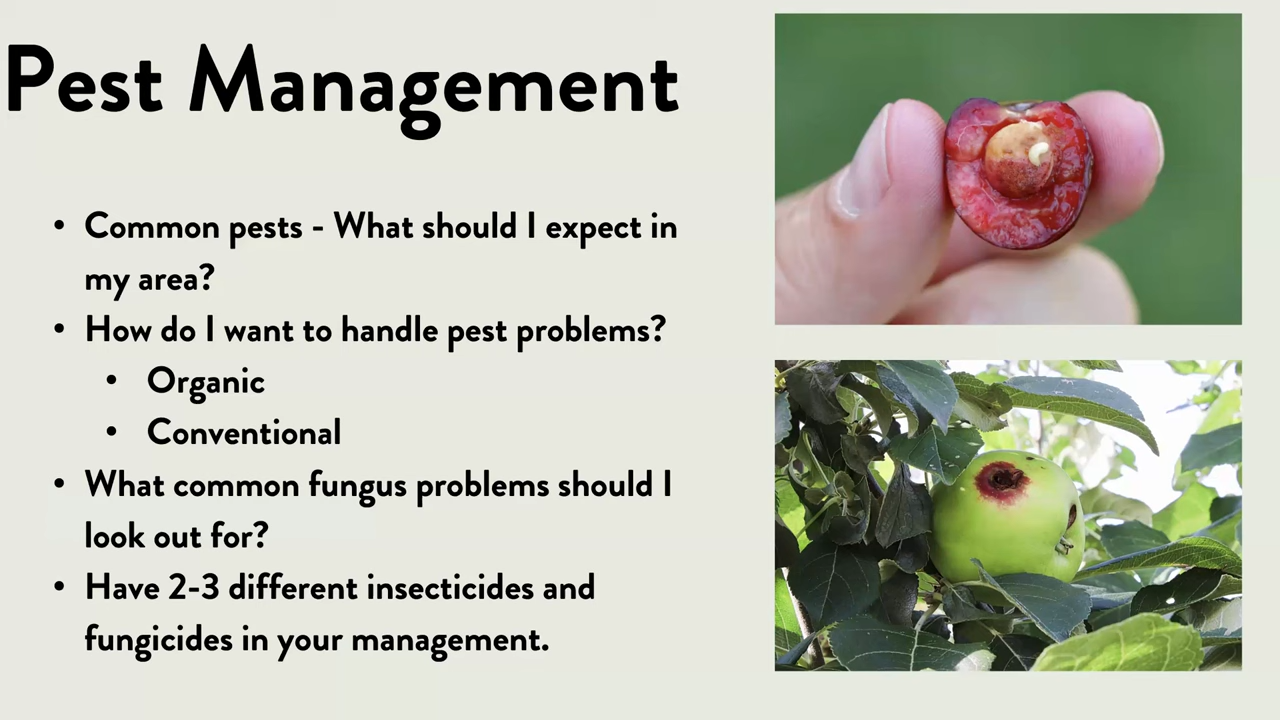 Pest Management
• Common pests - What should I expect in
my area?
• How do I want to handle pest problems?
• Organic
• Conventional
• What common fungus problems should I
look out for?
• Have 2-3 different insecticides and
fungicides in your management.